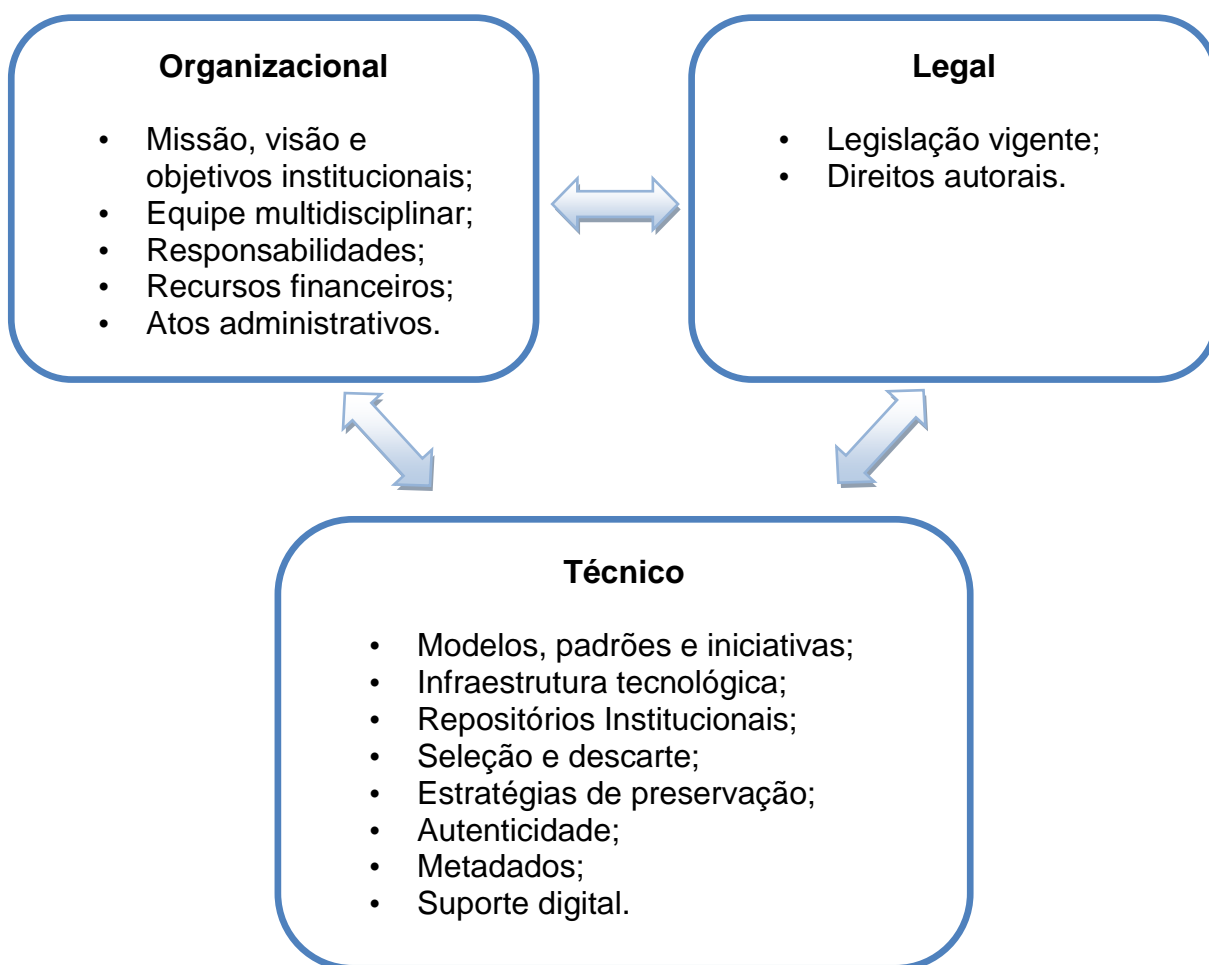 Organizacional
• Missão, visão e
objetivos institucionais;
• Equipe multidisciplinar;
• Responsabilidades;
• Recursos financeiros;
• Atos administrativos.
Legal
• Legislação vigente;
• Direitos autorais.
Técnico
• Modelos, padrões e iniciativas;
• Infraestrutura tecnológica;
• Repositórios Institucionais;
• Seleção e descarte;
• Estratégias de preservação;
• Autenticidade;
• Metadados;
• Suporte digital.